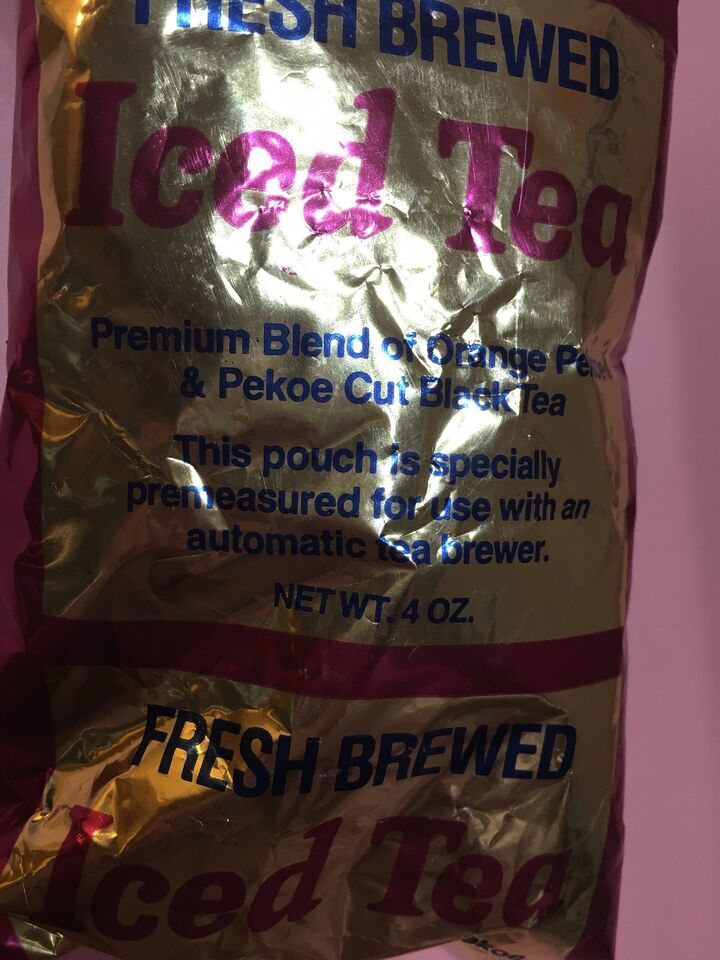 FRESH BREWED
Iced Tea
Premium Blend of Orange Pekoe
& Pekoe Cut Black Tea
This pouch is specially
premeasured for use with an
automatic tea brewer.
NET WT. 4 OZ.
FRESH BREWED
Iced Tea